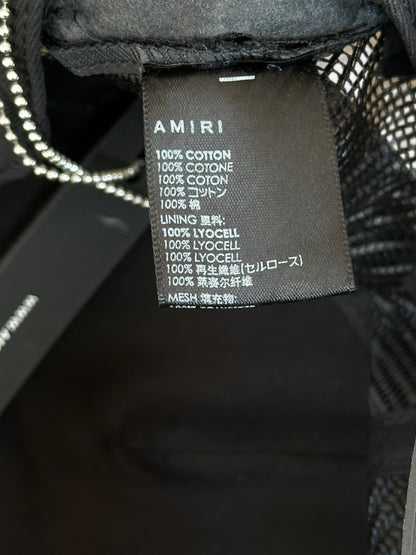 AMIRI
100% COTTON
100% COTONE
100% COTON
100% コットン
100% 棉
LINING 里料:
100% LYOCELL
100% LYOCELL
100% LYOCELL
100% 再生繊維(セルロース)
100% 莱赛尔纤维
MESH 填充物: